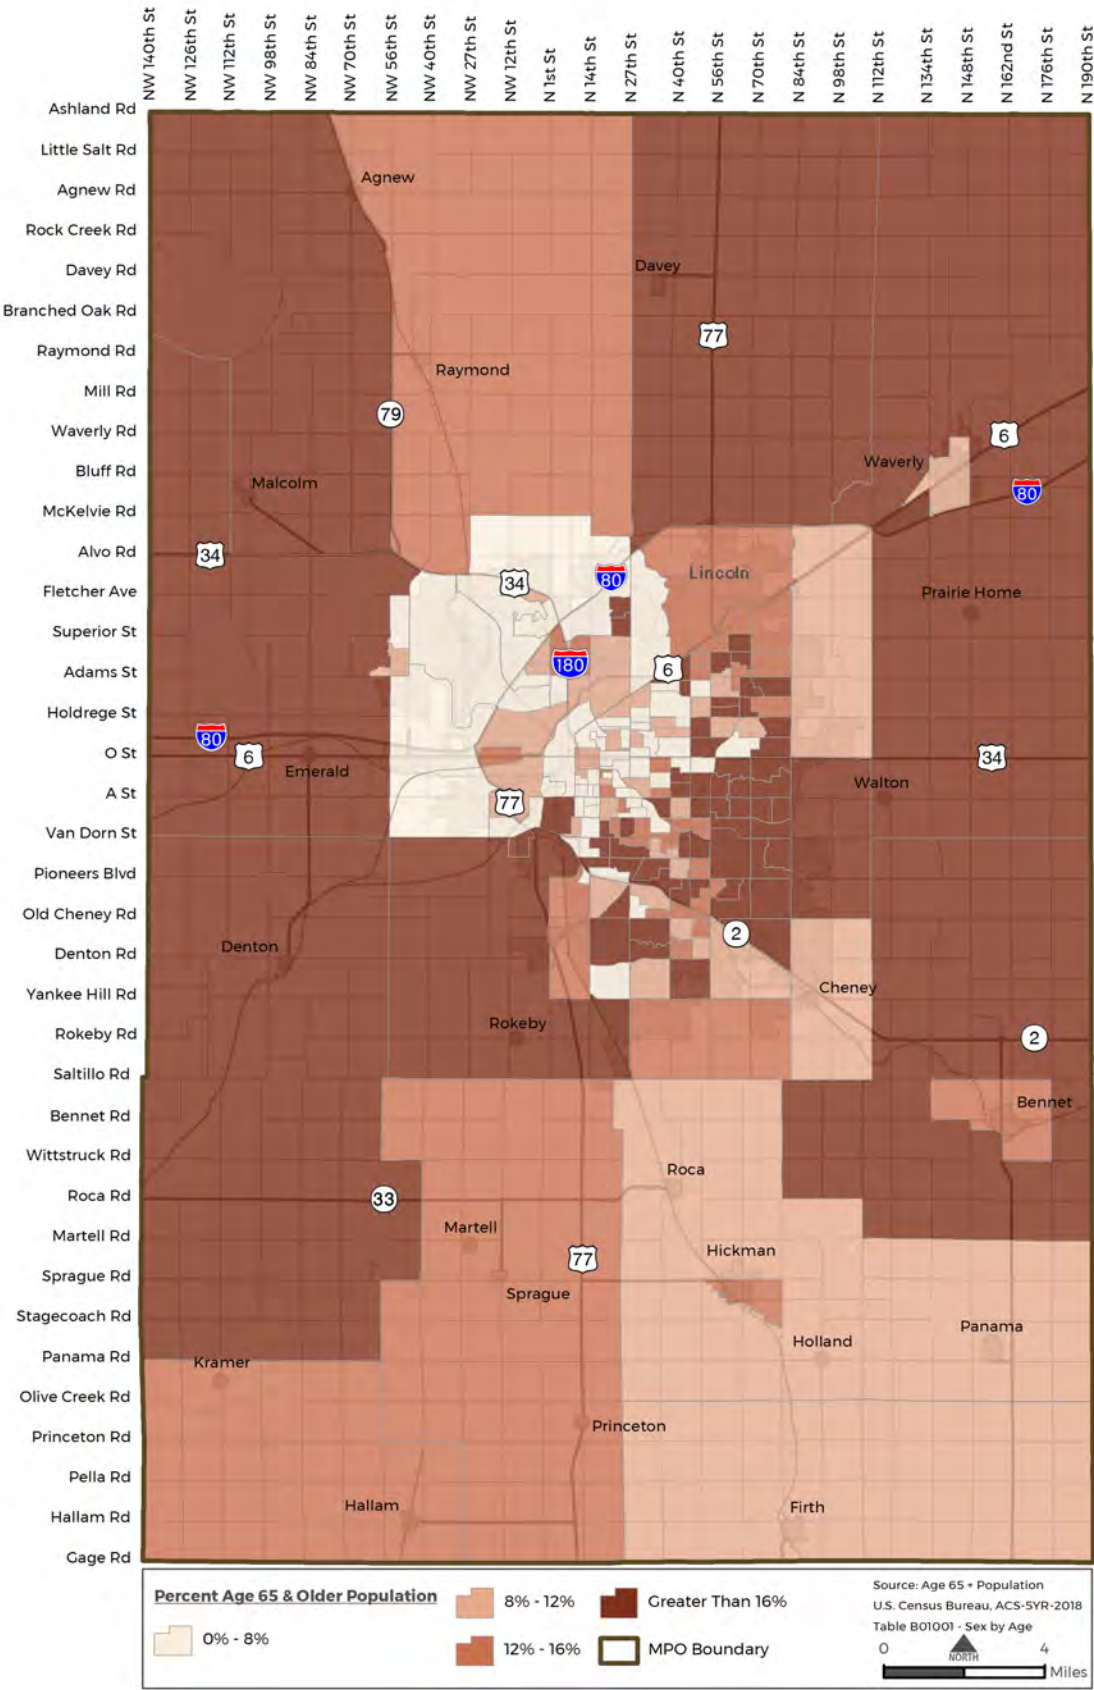 NW 140th St
NW 126th St
NW 112th St
NW 98th St
NW 84th St
NW 70th St
NW 56th St
NW 40th St
NW 27th St
NW 12th St
N 1st St
N 14th St
N 27th St
N 40th St
N 56th St
N 70th St
N 84th St
N 98th St
N 112th St
N 134th St
N 148th St
N 162nd St
N 176th St
N 190th St
Ashland Rd
Little Salt Rd
Agnew Rd
Rock Creek Rd
Davey Rd
Branched Oak Rd
Raymond Rd
Mill Rd
Waverly Rd
Bluff Rd
McKelvie Rd
Alvo Rd
Fletcher Ave
Superior St
Adams St
Holdrege St
O St
A St
Van Dorn St
Pioneers Blvd
Old Cheney Rd
Denton Rd
Yankee Hill Rd
Rokeby Rd
Saltillo Rd
Bennet Rd
Wittstruck Rd
Roca Rd
Martell Rd
Sprague Rd
Stagecoach Rd
Panama Rd
Olive Creek Rd
Princeton Rd
Pella Rd
Hallam Rd
Gage Rd
Agnew
Davey
77
Raymond
79
6
Waverly
Malcolm
80
34
Lincoln
34
80
Prairie Home
180
6
80
6
34
Emerald
Walton
77
2
Denton
Cheney
Rokeby
2
Bennet
Roca
33
Martell
Hickman
77
Sprague
Holland
Panama
Kramer
Princeton
Hallam
Firth
Percent Age 65 & Older Population
0% - 8%
8% - 12%
12% - 16%
Greater Than 16%
MPO Boundary
Source: Age 65 + Population
U.S. Census Bureau, ACS-5YR-2018
Table B01001 - Sex by Age
0
4
NORTH
Miles